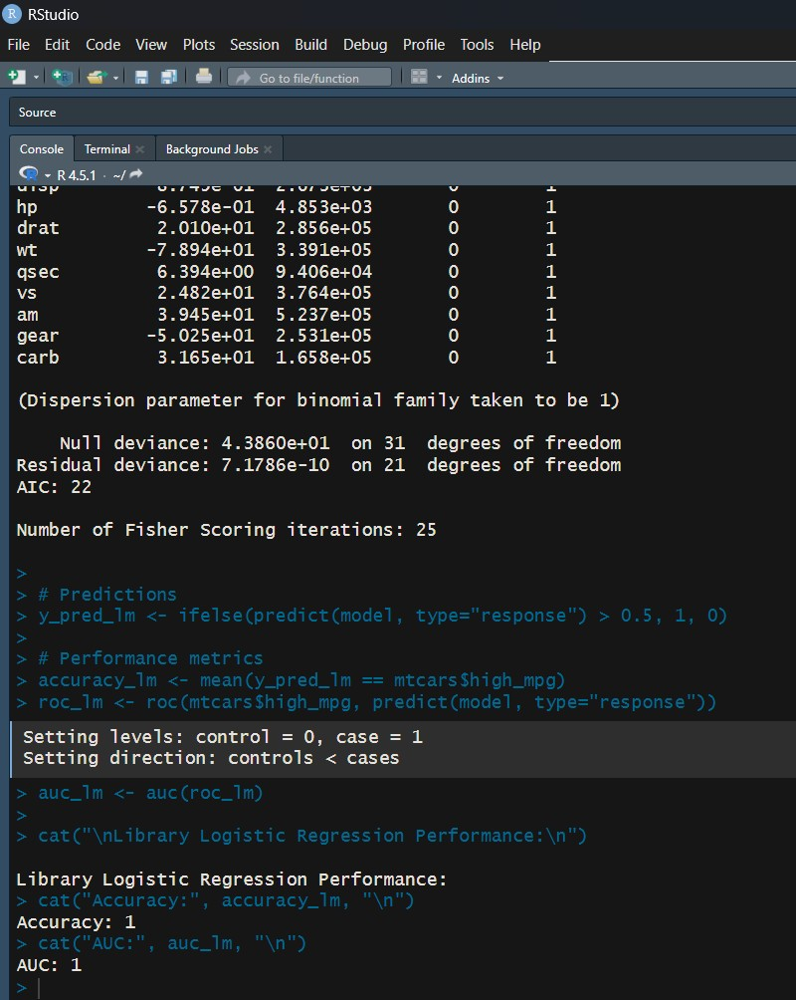 RStudio
File Edit Code View Plots Session Build Debug Profile Tools Help
Go to file/function Addins
Source
Console Terminal Background Jobs
R 4.5.1 · ~/
hp -6.578e-01 4.853e+03 0 1
drat 2.010e+01 2.856e+05 0 1
wt -7.894e+01 3.391e+05 0 1
qsec 6.394e+00 9.406e+04 0 1
vs 2.482e+01 3.764e+05 0 1
am 3.945e+01 5.237e+05 0 1
gear -5.025e+01 2.531e+05 0 1
carb 3.165e+01 1.658e+05 0 1
(Dispersion parameter for binomial family taken to be 1)
Null deviance: 4.3860e+01 on 31 degrees of freedom
Residual deviance: 7.1786e-10 on 21 degrees of freedom
AIC: 22
Number of Fisher Scoring iterations: 25
>
> # Predictions
> y_pred_lm <- ifelse(predict(model, type="response") > 0.5, 1, 0)
>
> # Performance metrics
> accuracy_lm <- mean(y_pred_lm == mtcars$high_mpg)
> roc_lm <- roc(mtcars$high_mpg, predict(model, type="response"))
Setting levels: control = 0, case = 1
Setting direction: controls < cases
> auc_lm <- auc(roc_lm)
>
> cat("\nLibrary Logistic Regression Performance:\n")
Library Logistic Regression Performance:
> cat("Accuracy:", accuracy_lm, "\n")
Accuracy: 1
> cat("AUC:", auc_lm, "\n")
AUC: 1
>